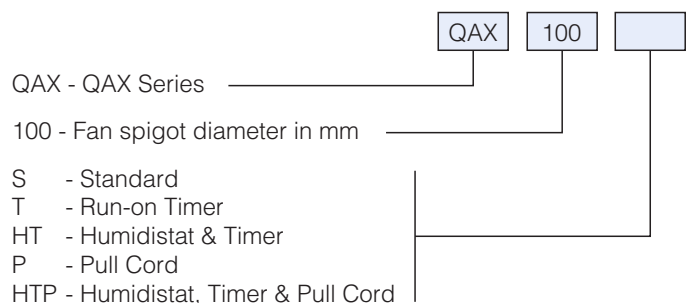 QAX 100
QAX - QAX Series
100 - Fan spigot diameter in mm
S - Standard
T - Run-on Timer
HT - Humidistat & Timer
P - Pull Cord
HTP - Humidistat, Timer & Pull Cord